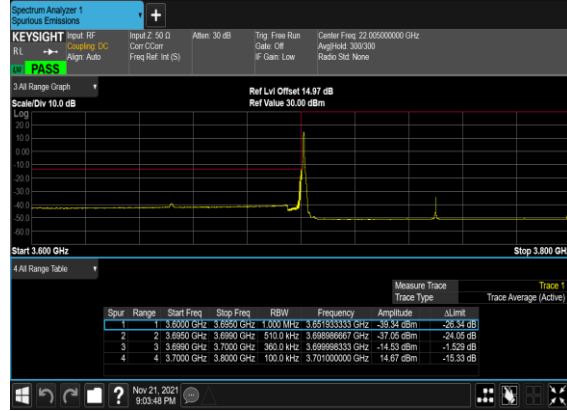 Spectrum Analyzer 1
Spurious Emissions
+
KEYSIGHT Input: RF Input Z: 50 Ω Atten: 30 dB Trig: Free Run Center Freq: 22.005000000 GHz
RL Coupling: DC Corr CCorr Gate: Off Avg|Hold: 300/300
Align: Auto Freq Ref: Int (S) IF Gain: Low Radio Std: None
PASS
3 All Range Graph
Ref Lvl Offset 14.97 dB
Scale/Div 10.0 dB Ref Value 30.00 dBm
Log
20.0
10.0
0.00
-10.0
-20.0
-30.0
-40.0
-50.0
-60.0
Start 3.600 GHz Stop 3.800 GHz
4 All Range Table
Measure Trace Trace 1
Trace Type Trace Average (Active)
Spur Range Start Freq Stop Freq RBW Frequency Amplitude ΔLimit
1 1 3.6000 GHz 3.6950 GHz 1.000 MHz 3.651933333 GHz -39.34 dBm -26.34 dB
2 2 3.6950 GHz 3.6990 GHz 510.0 kHz 3.698986667 GHz -37.05 dBm -24.05 dB
3 3 3.6990 GHz 3.7000 GHz 360.0 kHz 3.699998333 GHz -14.53 dBm -1.529 dB
4 4 3.7000 GHz 3.8000 GHz 100.0 kHz 3.701000000 GHz 14.67 dBm -15.33 dB
? Nov 21, 2021
9:03:48 PM